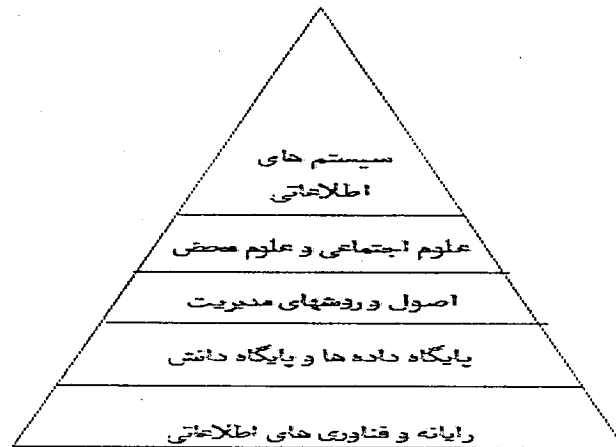 سیستم های
اطلاعاتی
علوم اجتماعی و علوم محض
اصول و روشهای مدیریت
پایگاه داده ها و پایگاه دانش
رایانه و فناوری های اطلاعاتی